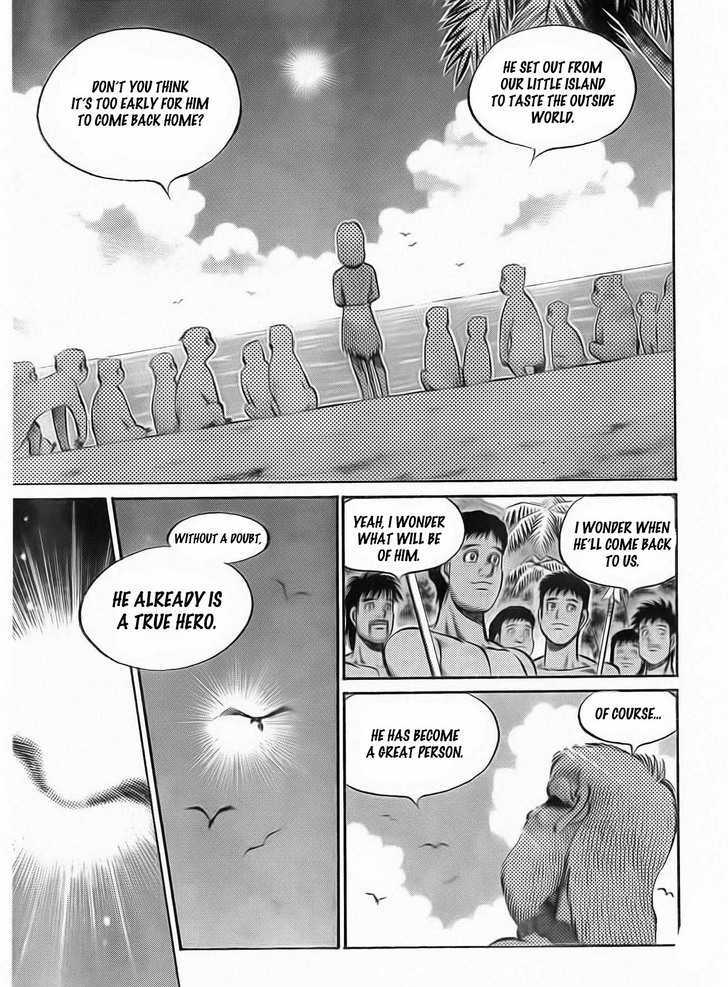 HE SET OUT FROM
OUR LITTLE ISLAND
TO TASTE THE OUTSIDE
WORLD.
DON'T YOU THINK
IT'S TOO EARLY FOR HIM
TO COME BACK HOME?
I WONDER WHEN
HE'LL COME BACK
TO US.
YEAH, I WONDER
WHAT WILL BE
OF HIM.
OF COURSE...
HE HAS BECOME
A GREAT PERSON.
WITHOUT A DOUBT,
HE ALREADY IS
A TRUE HERO.